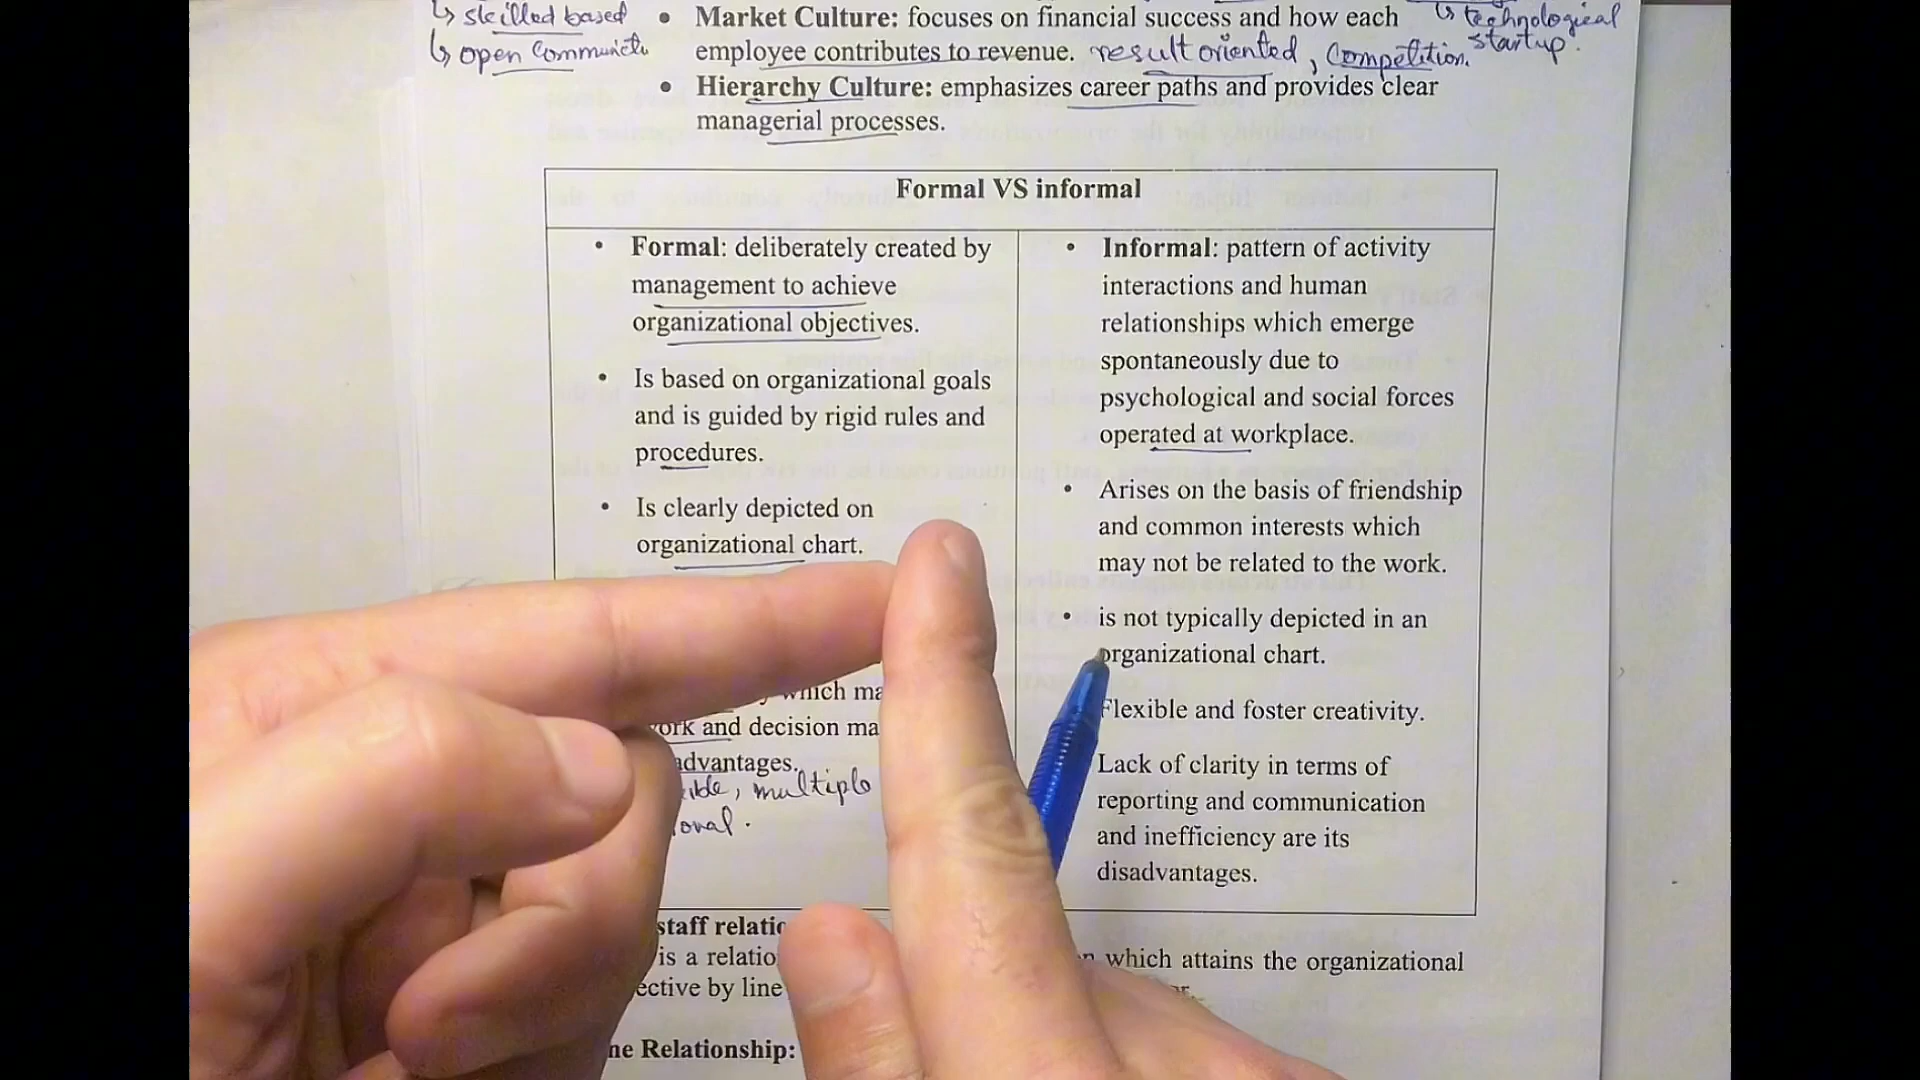 ↳ skilled based
↳ open communicti
• Market Culture: focuses on financial success and how each
employee contributes to revenue. result oriented, Competition.
↳ technological
startup.
• Hierarchy Culture: emphasizes career paths and provides clear
managerial processes.
Formal VS informal
• Formal: deliberately created by
management to achieve
organizational objectives.
• Is based on organizational goals
and is guided by rigid rules and
procedures.
• Is clearly depicted on
organizational chart.
which ma
ork and decision ma
advantages.
ible, multiple
ional.
• Informal: pattern of activity
interactions and human
relationships which emerge
spontaneously due to
psychological and social forces
operated at workplace.
• Arises on the basis of friendship
and common interests which
may not be related to the work.
• is not typically depicted in an
organizational chart.
Flexible and foster creativity.
Lack of clarity in terms of
reporting and communication
and inefficiency are its
disadvantages.
staff relatio
is a relatio which attains the organizational
ective by line
ne Relationship: